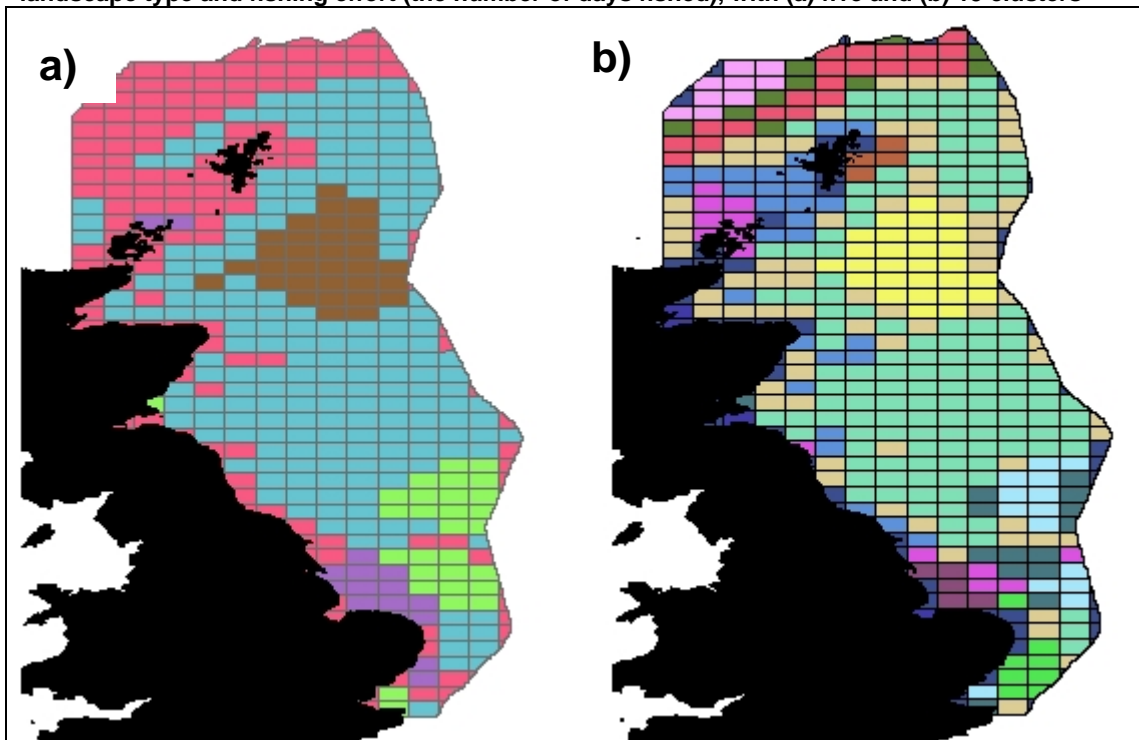 landscape type and fishing effort (the number of days fished), with (a) five and (b) clusters
a)
b)